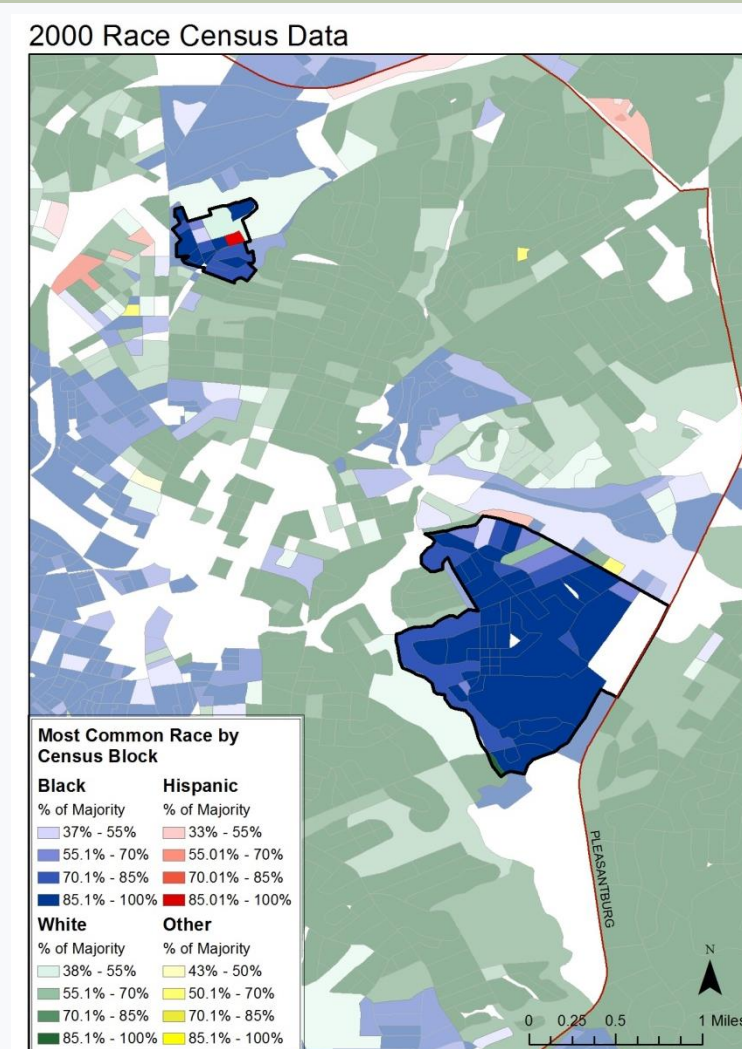 2000 Race Census Data
PLEASANTBURG
Most Common Race by
Census Block
Black
% of Majority
37% - 55%
55.1% - 70%
70.1% - 85%
85.1% - 100%
Hispanic
% of Majority
33% - 55%
55.01% - 70%
70.01% - 85%
85.01% - 100%
White
% of Majority
38% - 55%
55.1% - 70%
70.1% - 85%
85.1% - 100%
Other
% of Majority
43% - 50%
50.1% - 70%
70.1% - 85%
85.1% - 100%
N
0 0.25 0.5 1 Miles